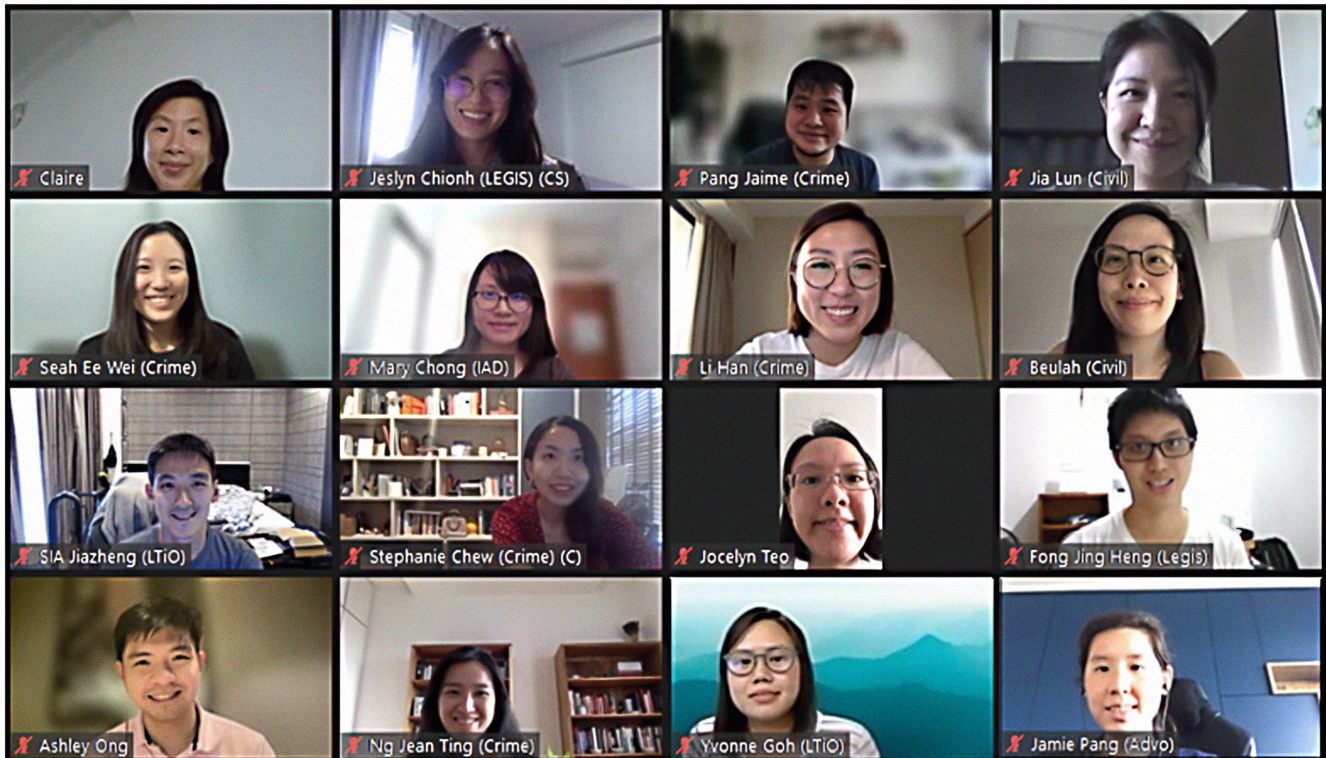 Claire
Jeslyn Chionh (LEGIS) (CS)
Pang Jaime (Crime)
Jia Lun (Civil)
Seah Ee Wei (Crime)
Mary Chong (IAD)
Li Han (Crime)
Beulah (Civil)
SIA Jiazheng (LTiO)
Stephanie Chew (Crime) (C)
Jocelyn Teo
Fong Jing Heng (Legis)
Ashley Ong
Ng Jean Ting (Crime)
Yvonne Goh (LTiO)
Jamie Pang (Advo)